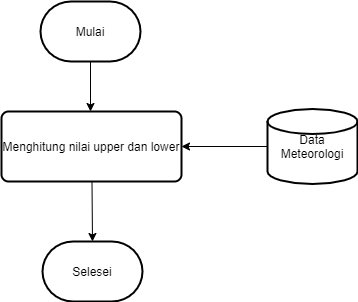 Mulai
Menghitung nilai upper dan lower
Data
Meteorologi
Selesei